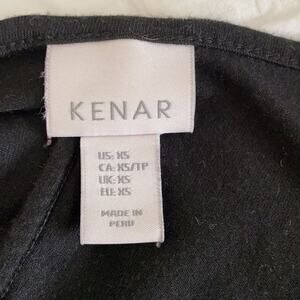 KENAR
US: XS
CA: XS/TP
UK: XS
EU: XS
MADE IN
PERU